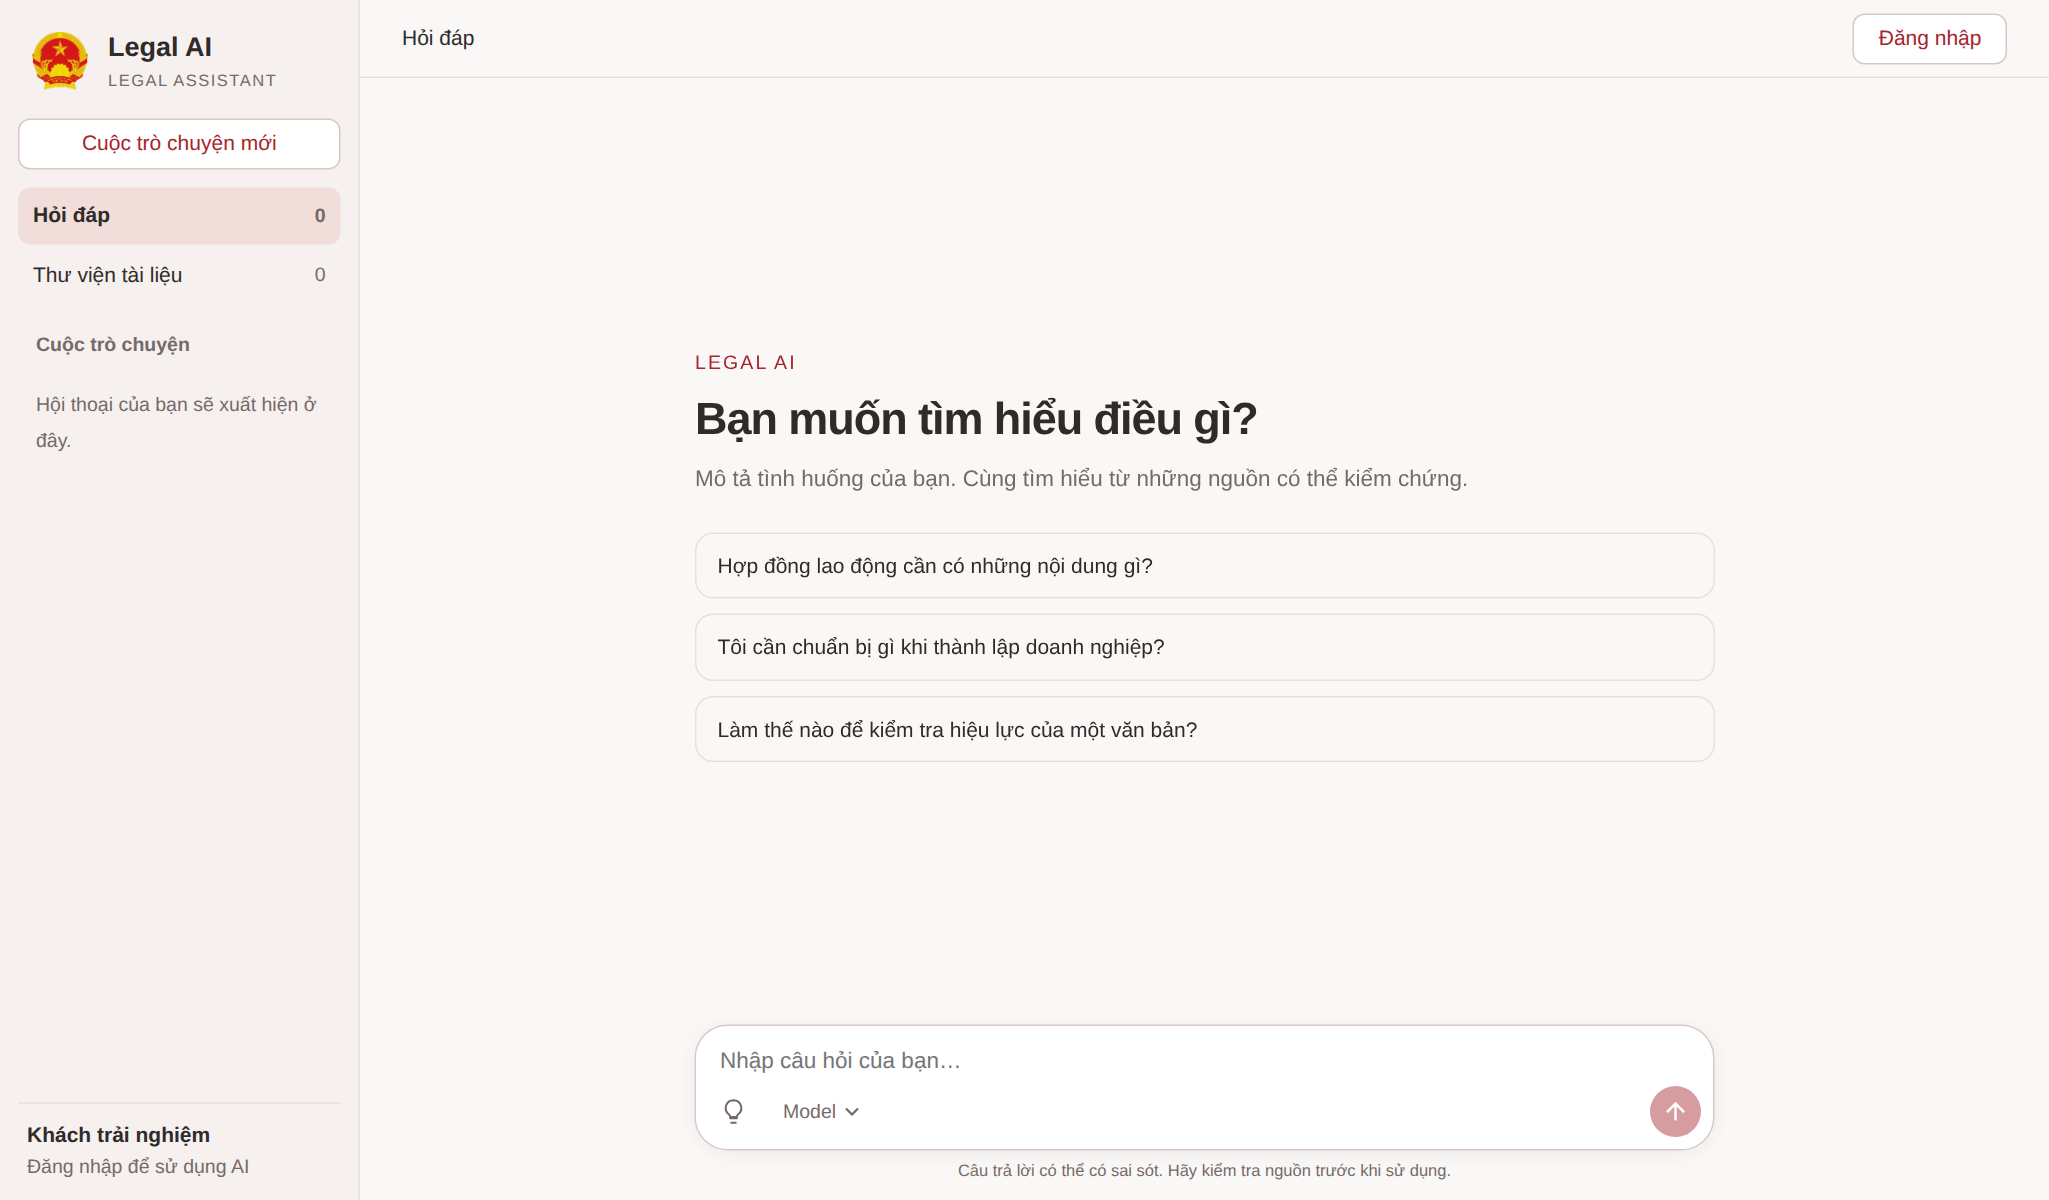 Legal AI
LEGAL ASSISTANT
Cuộc trò chuyện mới
Hỏi đáp 0
Thư viện tài liệu 0
Cuộc trò chuyện
Hội thoại của bạn sẽ xuất hiện ở
đây.
Khách trải nghiệm
Đăng nhập để sử dụng AI
Hỏi đáp
Đăng nhập
LEGAL AI
Bạn muốn tìm hiểu điều gì?
Mô tả tình huống của bạn. Cùng tìm hiểu từ những nguồn có thể kiểm chứng.
Hợp đồng lao động cần có những nội dung gì?
Tôi cần chuẩn bị gì khi thành lập doanh nghiệp?
Làm thế nào để kiểm tra hiệu lực của một văn bản?
Nhập câu hỏi của bạn…
Model
Câu trả lời có thể có sai sót. Hãy kiểm tra nguồn trước khi sử dụng.